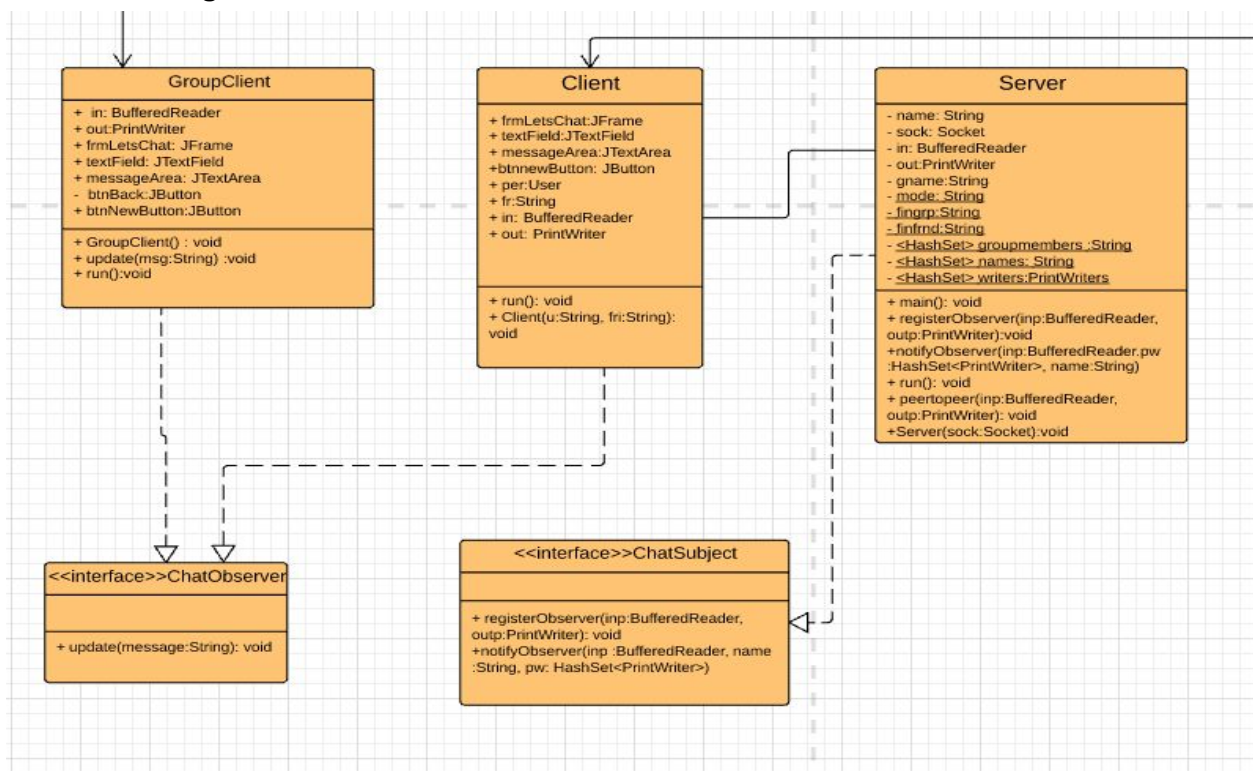 GroupClient
+ in: BufferedReader
+ out:PrintWriter
+ frmLetsChat: JFrame
+ textField: JTextField
+ messageArea: JTextArea
- btnBack:JButton
+ btnNewButton:JButton
+ GroupClient() : void
+ update(msg:String) :void
+ run():void
Client
+ frmLetsChat:JFrame
+ textField:JTextField
+ messageArea:JTextArea
+btnnewButton: JButton
+ per:User
+ fr:String
+ in: BufferedReader
+ out: PrintWriter
+ run(): void
+ Client(u:String, fri:String):
void
Server
- name: String
- sock: Socket
- in: BufferedReader
- out:PrintWriter
- gname:String
- mode: String
- fingrp:String
- finfrnd:String
- <HashSet> groupmembers :String
- <HashSet> names: String
- <HashSet> writers:PrintWriters
+ main(): void
+ registerObserver(inp:BufferedReader,
outp:PrintWriter):void
+notifyObserver(inp:BufferedReader.pw
:HashSet<PrintWriter>, name:String)
+ run(): void
+ peertopeer(inp:BufferedReader,
outp:PrintWriter): void
+Server(sock:Socket):void
<<interface>>ChatObserver
+ update(message:String): void
<<interface>>ChatSubject
+ registerObserver(inp:BufferedReader,
outp:PrintWriter): void
+notifyObserver(inp :BufferedReader, name
:String, pw: HashSet<PrintWriter>)